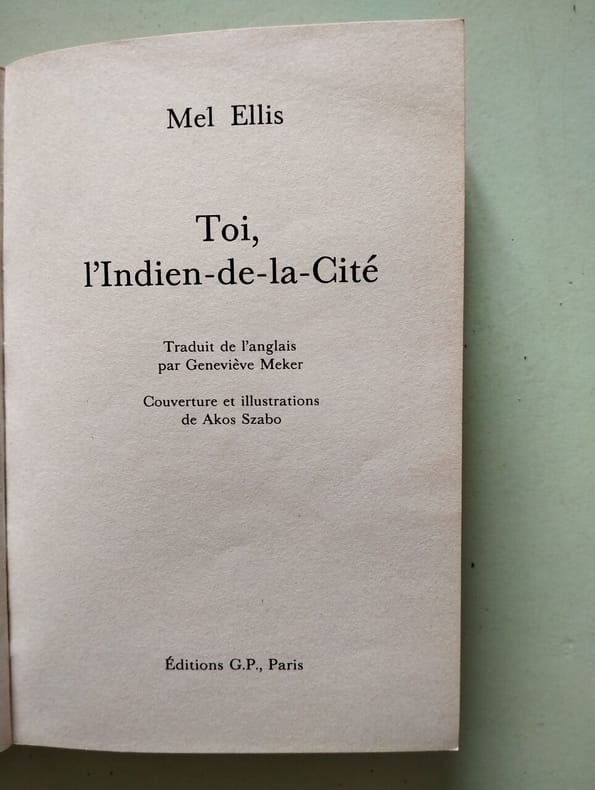 Mel Ellis
Toi,
l'Indien-de-la-Cité
Traduit de l'anglais
par Geneviève Meker
Couverture et illustrations
de Akos Szabo
Éditions G.P., Paris